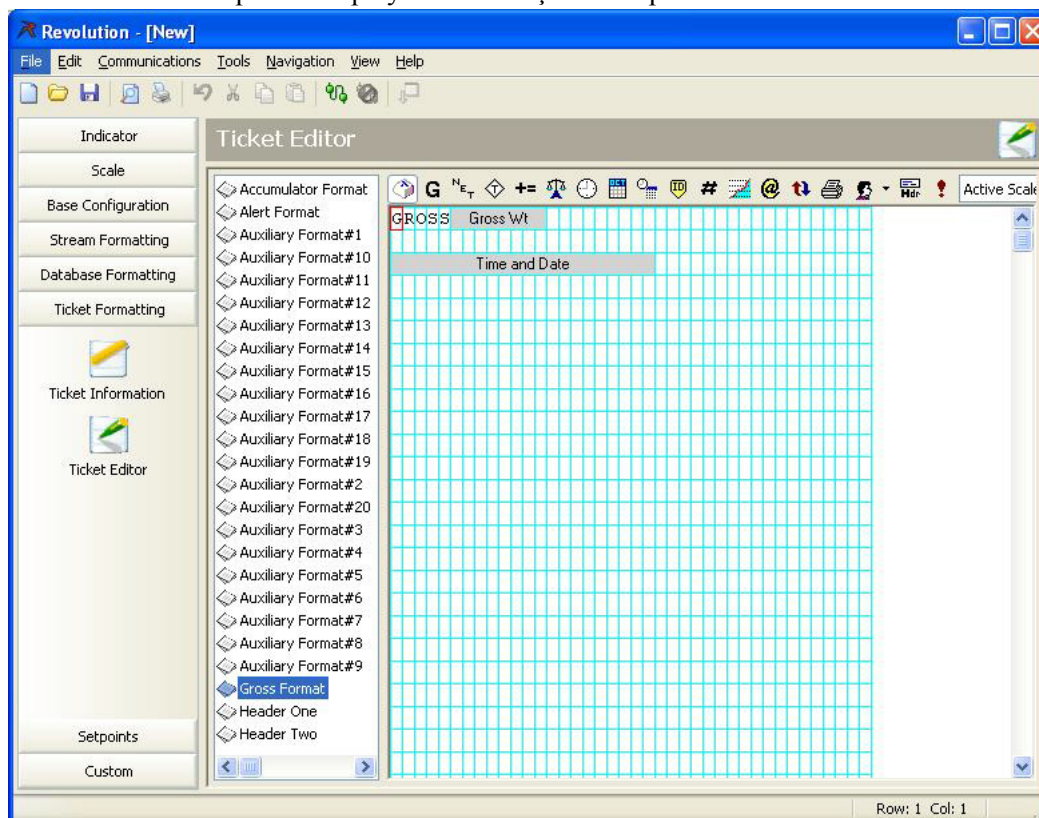 Revolution - [New]
File Edit Communications Tools Navigation View Help
Indicator
Scale
Base Configuration
Stream Formatting
Database Formatting
Ticket Formatting
Ticket Information
Ticket Editor
Setpoints
Custom
Ticket Editor
Accumulator Format
Alert Format
Auxiliary Format#1
Auxiliary Format#10
Auxiliary Format#11
Auxiliary Format#12
Auxiliary Format#13
Auxiliary Format#14
Auxiliary Format#15
Auxiliary Format#16
Auxiliary Format#17
Auxiliary Format#18
Auxiliary Format#19
Auxiliary Format#2
Auxiliary Format#20
Auxiliary Format#3
Auxiliary Format#4
Auxiliary Format#5
Auxiliary Format#6
Auxiliary Format#7
Auxiliary Format#8
Auxiliary Format#9
Gross Format
Header One
Header Two
G NET T += ID # @ Hdr ! Active Scale
GROSS Gross Wt
Time and Date
Row: 1 Col: 1